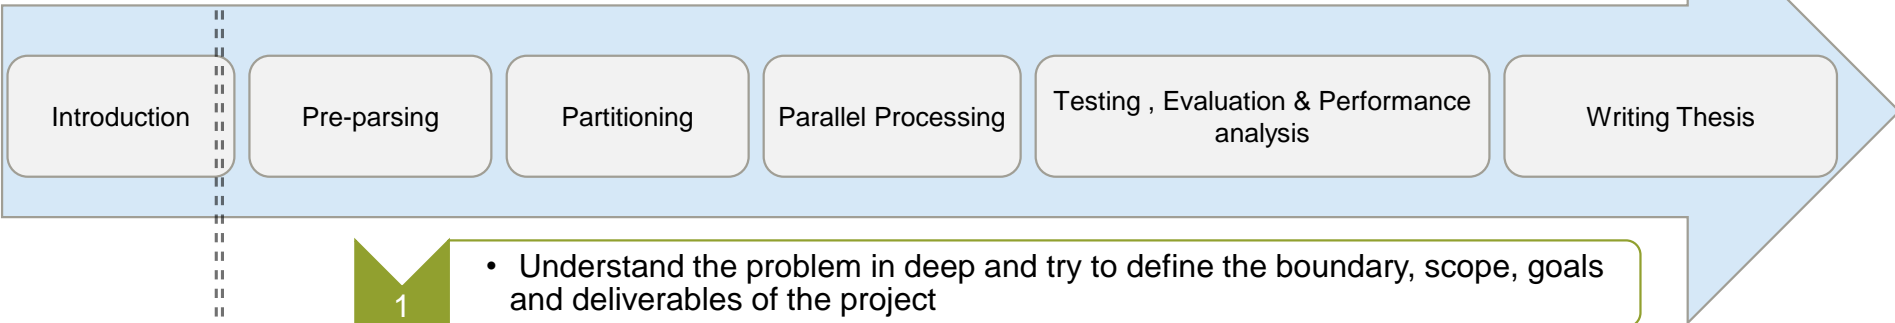 Introduction
Pre-parsing
Partitioning
Parallel Processing
Testing , Evaluation & Performance
analysis
Writing Thesis
1
• Understand the problem in deep and try to define the boundary, scope, goals
and deliverables of the project